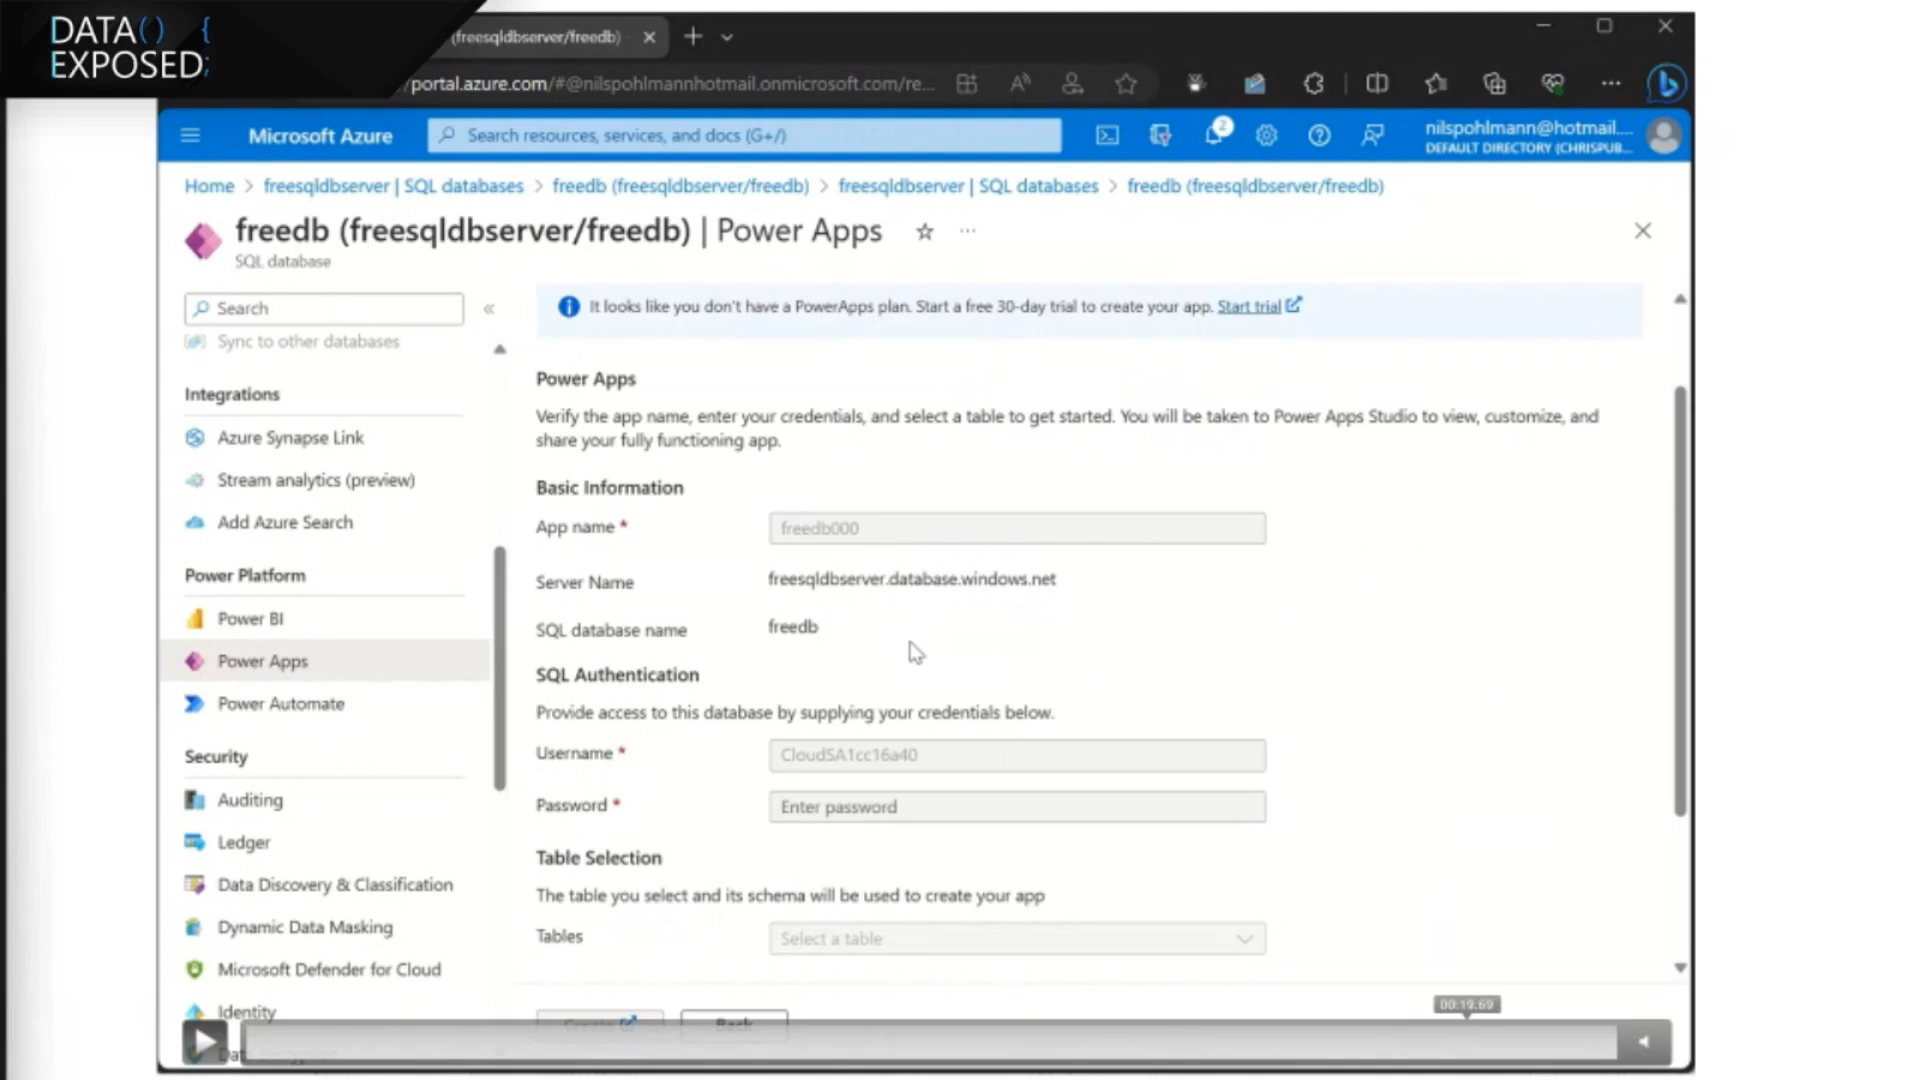 DATA() {
EXPOSED;
(freesqldbserver/freedb)
/portal.azure.com/#@nilspohlmannhotmail.onmicrosoft.com/re...
Microsoft Azure
Search resources, services, and docs (G+/)
2
nilspohlmann@hotmail....
DEFAULT DIRECTORY (CHRISPUB...
Home > freesqldbserver | SQL databases > freedb (freesqldbserver/freedb) > freesqldbserver | SQL databases > freedb (freesqldbserver/freedb)
freedb (freesqldbserver/freedb) | Power Apps
SQL database
Search
Sync to other databases
Integrations
Azure Synapse Link
Stream analytics (preview)
Add Azure Search
Power Platform
Power BI
Power Apps
Power Automate
Security
Auditing
Ledger
Data Discovery & Classification
Dynamic Data Masking
Microsoft Defender for Cloud
Identity
It looks like you don't have a PowerApps plan. Start a free 30-day trial to create your app. Start trial
Power Apps
Verify the app name, enter your credentials, and select a table to get started. You will be taken to Power Apps Studio to view, customize, and
share your fully functioning app.
Basic Information
App name *
freedb000
Server Name
freesqldbserver.database.windows.net
SQL database name
freedb
SQL Authentication
Provide access to this database by supplying your credentials below.
Username *
CloudSA1cc16a40
Password *
Enter password
Table Selection
The table you select and its schema will be used to create your app
Tables
Select a table
Create
Back
00:19.69